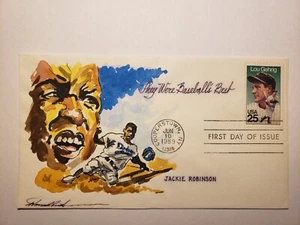 They Were Baseball's Best
Lou Gehrig
USA
25
COOPERSTOWN, NY
JUN
10
1989
FIRST DAY OF ISSUE
Dodgers
JACKIE ROBINSON